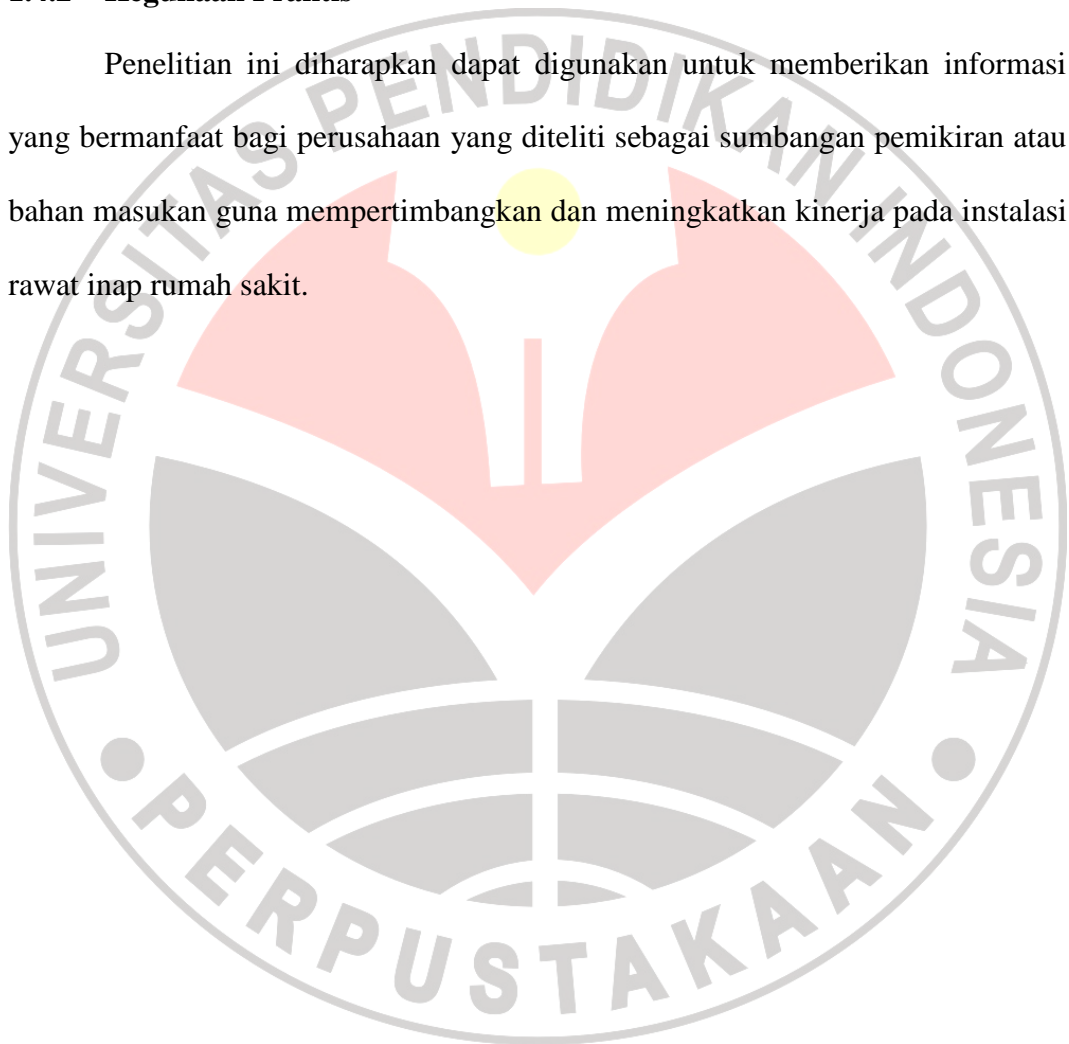 Penelitian ini diharapkan dapat digunakan untuk memberikan informasi
yang bermanfaat bagi perusahaan yang diteliti sebagai sumbangan pemikiran atau
bahan masukan guna mempertimbangkan dan meningkatkan kinerja pada instalasi
rawat inap rumah sakit.
UNIVERSITAS PENDIDIKAN INDONESIA
PERPUSTAKAAN